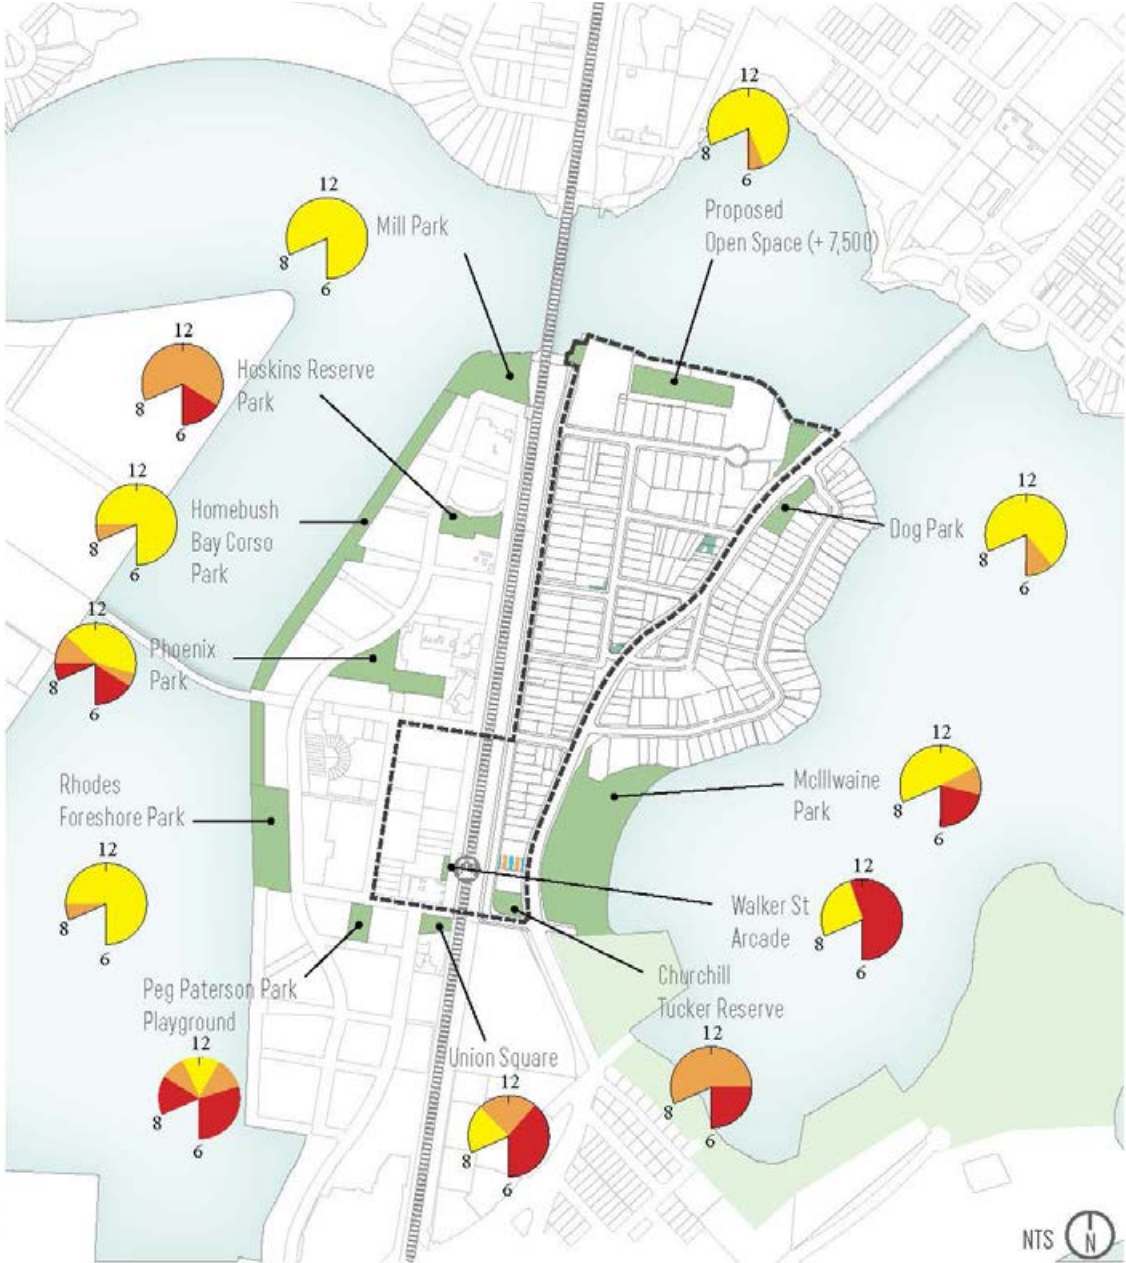 12
8
6
Proposed
Open Space (+ 7,500)
12
8
6
Mill Park
12
8
6
Hoskins Reserve
Park
12
8
6
Homebush
Bay Corso
Park
12
8
6
Dog Park
12
8
6
Phoenix
Park
12
8
6
McIllwaine
Park
Rhodes
Foreshore Park
12
8
6
12
8
6
Walker St
Arcade
Peg Paterson Park
Playground
12
8
6
Churchill
Tucker Reserve
12
8
6
Union Square
12
8
6
NTS
N